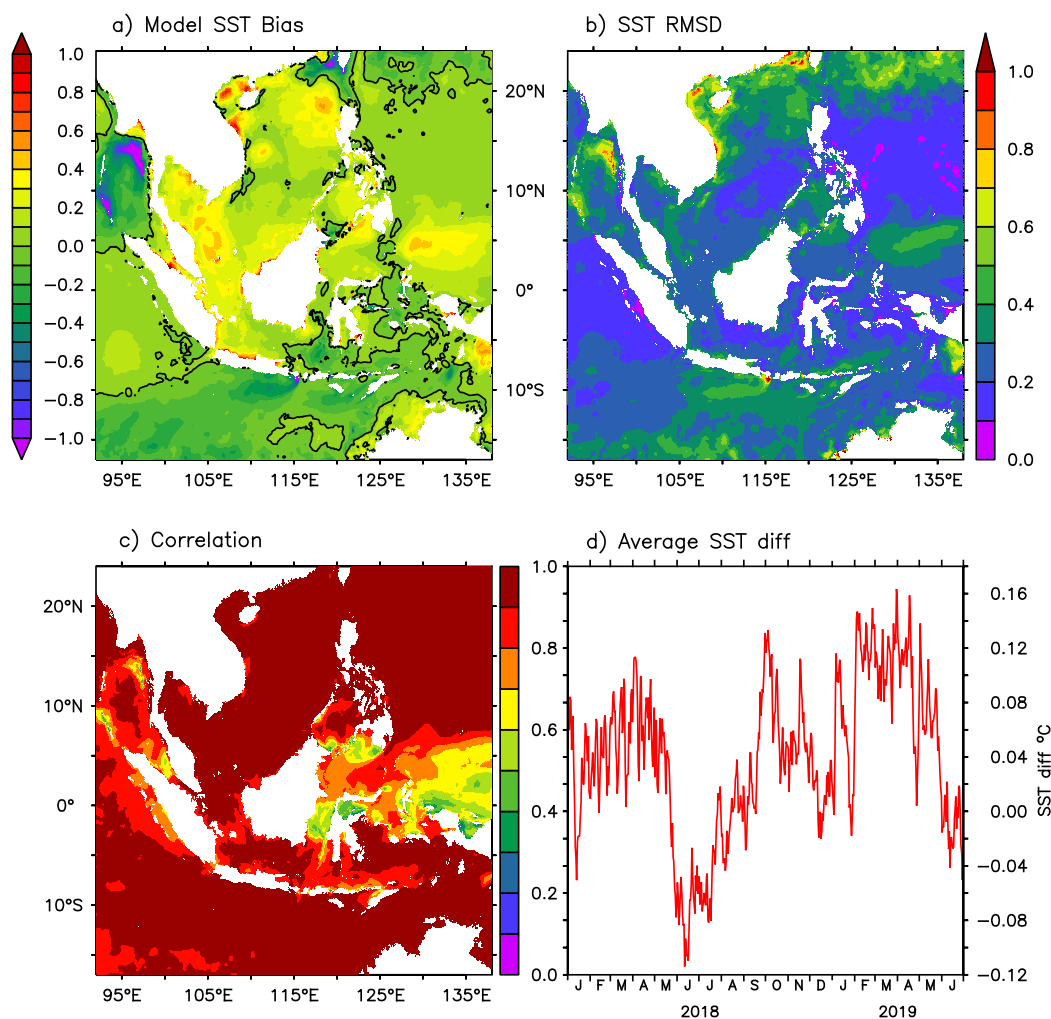 a) Model SST Bias
b) SST RMSD
1.0
0.8
0.6
0.4
0.2
0.0
−0.2
−0.4
−0.6
−0.8
−1.0
20°N
10°N
0°
10°S
95°E 105°E 115°E 125°E 135°E
20°N
10°N
0°
10°S
95°E 105°E 115°E 125°E 135°E
1.0
0.8
0.6
0.4
0.2
0.0
c) Correlation
d) Average SST diff
20°N
10°N
0°
10°S
95°E 105°E 115°E 125°E 135°E
1.0
0.8
0.6
0.4
0.2
0.0
0.16
0.12
0.08
0.04
0.00
−0.04
−0.08
−0.12
SST diff ºC
J F M A M J J A S O N D J F M A M J
2018 2019